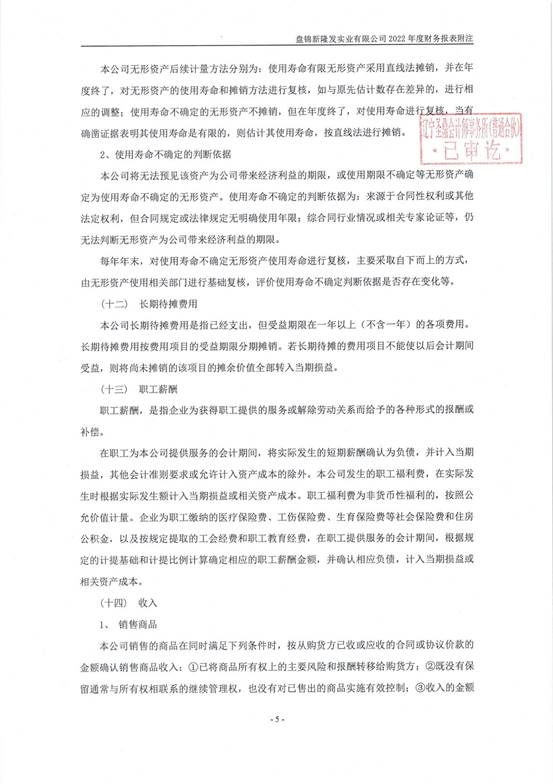 盘锦新隆发实业有限公司 2022 年度财务报表附注
本公司无形资产后续计量方法分别为：使用寿命有限无形资产采用直线法摊销，并在年
度终了，对无形资产的使用寿命和摊销方法进行复核，如与原先估计数存在差异的，进行相
应的调整；使用寿命不确定的无形资产不摊销，但在年度终了，对使用寿命进行复核，当有
确凿证据表明其使用寿命是有限的，则估计其使用寿命，按直线法进行摊销。
辽宁圣鼎会计师事务所(普通合伙)
·已审讫·
2、使用寿命不确定的判断依据
本公司将无法预见该资产为公司带来经济利益的期限，或使用期限不确定等无形资产确
定为使用寿命不确定的无形资产。使用寿命不确定的判断依据为：来源于合同性权利或其他
法定权利，但合同规定或法律规定无明确使用年限；综合同行业情况或相关专家论证等，仍
无法判断无形资产为公司带来经济利益的期限。
每年年末，对使用寿命不确定无形资产使用寿命进行复核，主要采取自下而上的方式，
由无形资产使用相关部门进行基础复核，评价使用寿命不确定判断依据是否存在变化等。
(十二) 长期待摊费用
本公司长期待摊费用是指已经支出，但受益期限在一年以上（不含一年）的各项费用。
长期待摊费用按费用项目的受益期限分期摊销。若长期待摊的费用项目不能使以后会计期间
受益，则将尚未摊销的该项目的摊余价值全部转入当期损益。
(十三) 职工薪酬
职工薪酬，是指企业为获得职工提供的服务或解除劳动关系而给予的各种形式的报酬或
补偿。
在职工为本公司提供服务的会计期间，将实际发生的短期薪酬确认为负债，并计入当期
损益，其他会计准则要求或允许计入资产成本的除外。本公司发生的职工福利费，在实际发
生时根据实际发生额计入当期损益或相关资产成本。职工福利费为非货币性福利的，按照公
允价值计量。企业为职工缴纳的医疗保险费、工伤保险费、生育保险费等社会保险费和住房
公积金，以及按规定提取的工会经费和职工教育经费，在职工提供服务的会计期间，根据规
定的计提基础和计提比例计算确定相应的职工薪酬金额，并确认相应负债，计入当期损益或
相关资产成本。
(十四) 收入
1、 销售商品
本公司销售的商品在同时满足下列条件时，按从购货方已收或应收的合同或协议价款的
金额确认销售商品收入：①已将商品所有权上的主要风险和报酬转移给购货方；②既没有保
留通常与所有权相联系的继续管理权，也没有对已售出的商品实施有效控制；③收入的金额
- 5 -